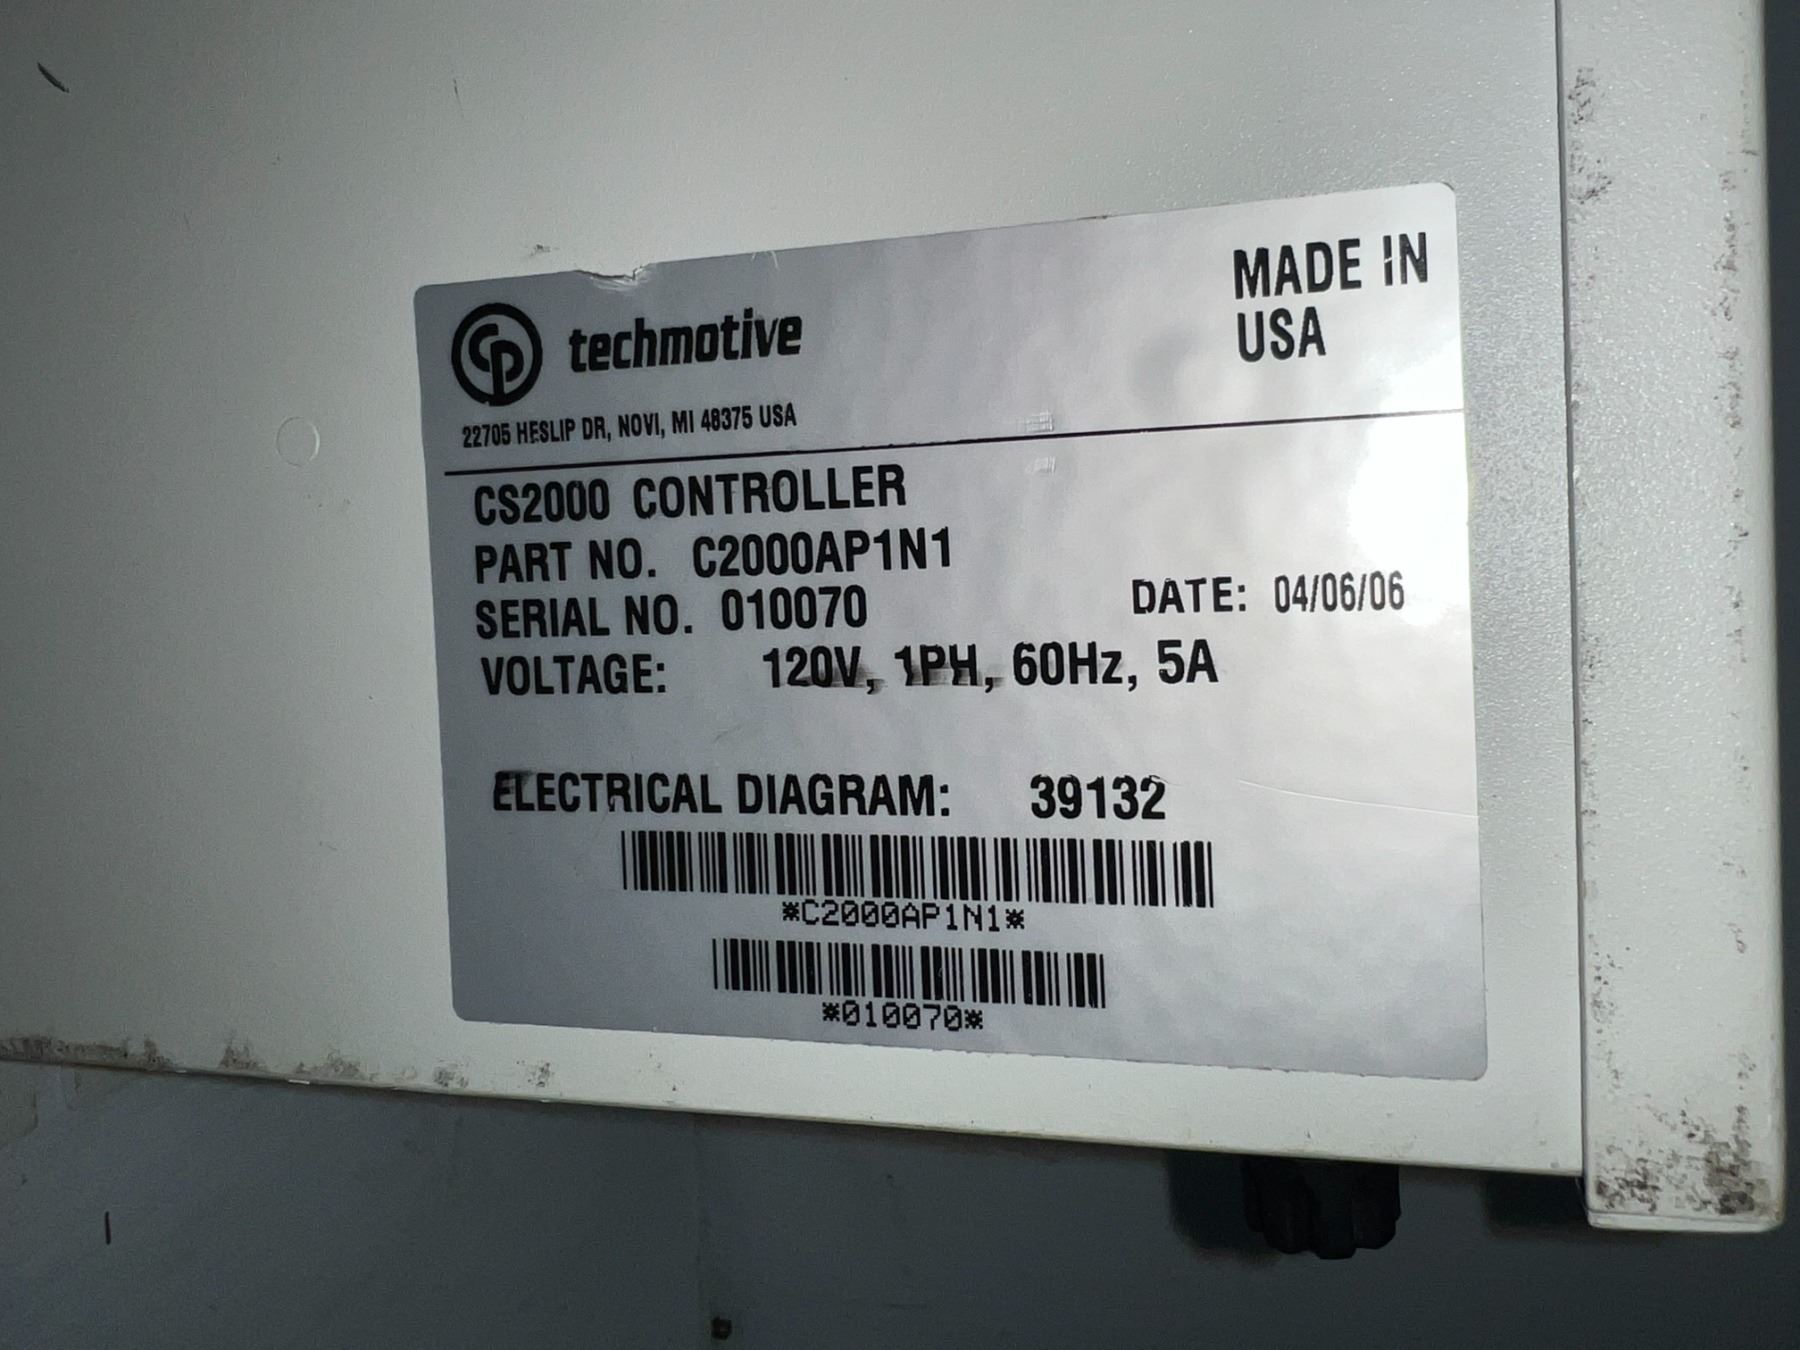 CP techmotive
MADE IN
USA
22705 HESLIP DR, NOVI, MI 48375 USA
CS2000 CONTROLLER
PART NO. C2000AP1N1
SERIAL NO. 010070 DATE: 04/06/06
VOLTAGE: 120V, 1PH, 60Hz, 5A
ELECTRICAL DIAGRAM: 39132
*C2000AP1N1*
*010070*